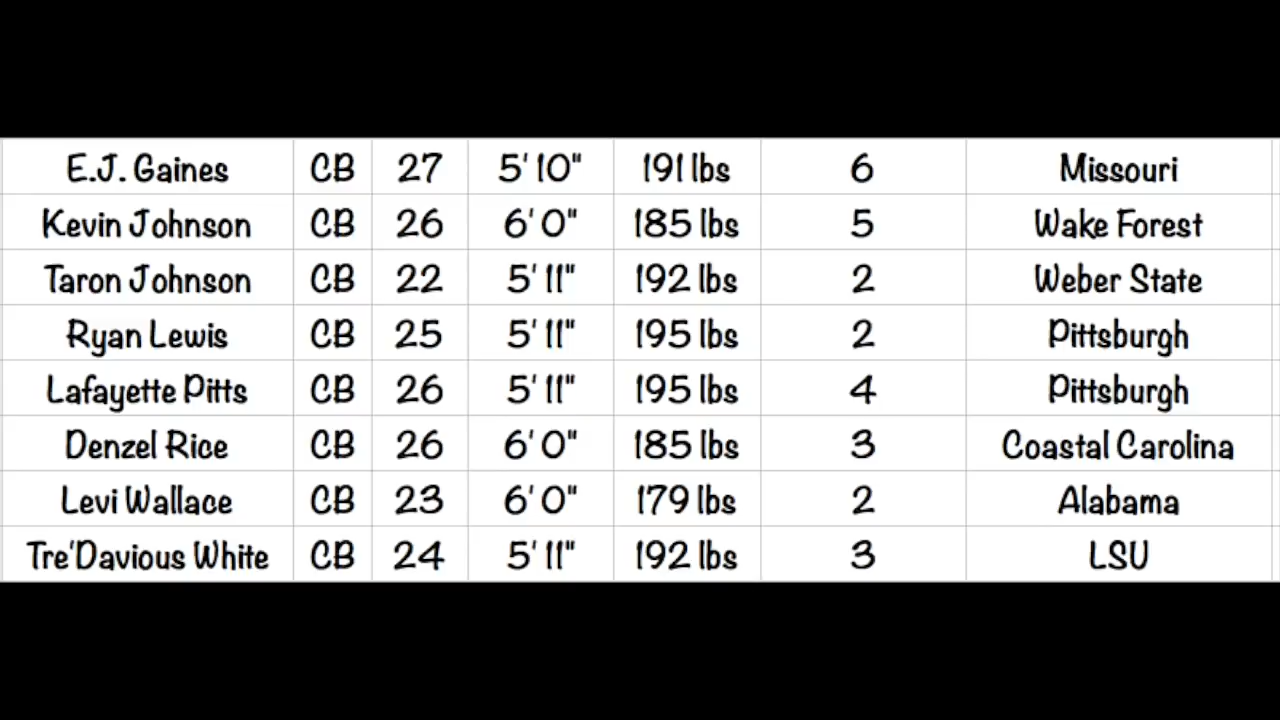 E.J. Gaines CB 27 5' 10" 191 lbs 6 Missouri
Kevin Johnson CB 26 6' 0" 185 lbs 5 Wake Forest
Taron Johnson CB 22 5' 11" 192 lbs 2 Weber State
Ryan Lewis CB 25 5' 11" 195 lbs 2 Pittsburgh
Lafayette Pitts CB 26 5' 11" 195 lbs 4 Pittsburgh
Denzel Rice CB 26 6' 0" 185 lbs 3 Coastal Carolina
Levi Wallace CB 23 6' 0" 179 lbs 2 Alabama
Tre'Davious White CB 24 5' 11" 192 lbs 3 LSU